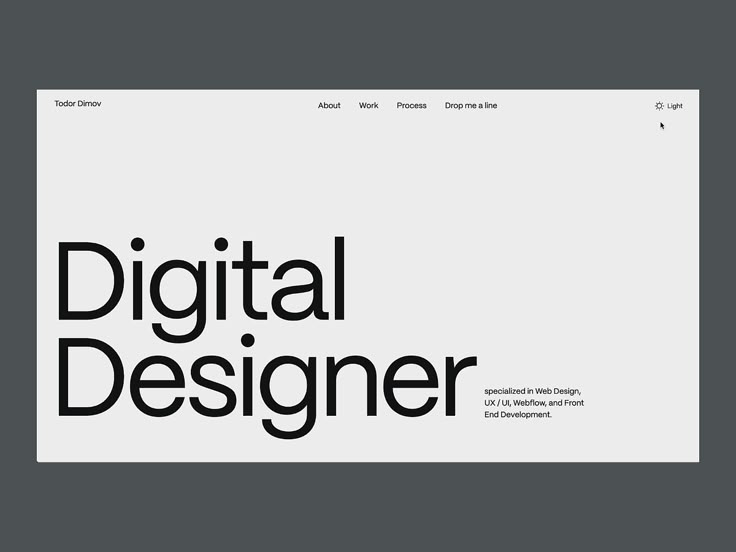 Todor Dimov
About
Work
Process
Drop me a line
Light
Digital
Designer
specialized in Web Design,
UX / UI, Webflow, and Front
End Development.